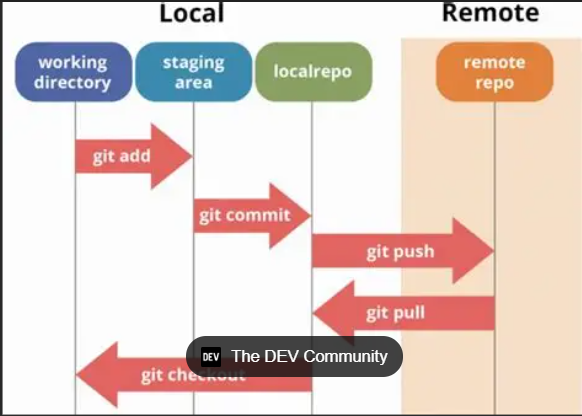 Local
Remote
working
directory
staging
area
localrepo
remote
repo
git add
git commit
git push
git pull
DEV The DEV Community
git checkout